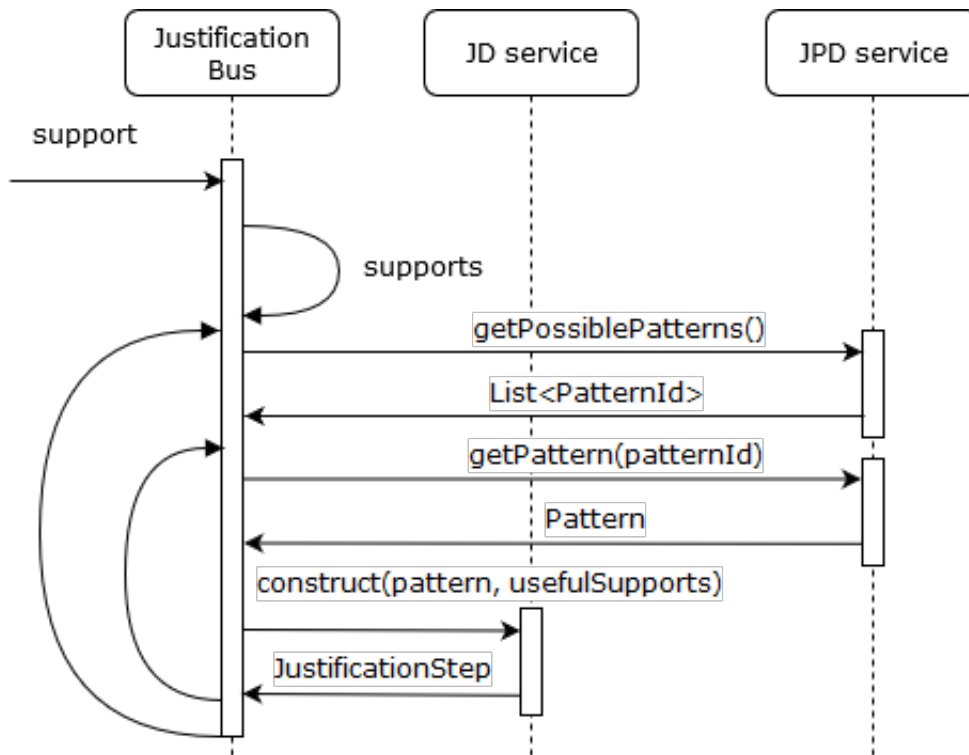 Justification
Bus
JD service
JPD service
support
supports
getPossiblePatterns()
List<PatternId>
getPattern(patternId)
Pattern
construct(pattern, usefulSupports)
JustificationStep